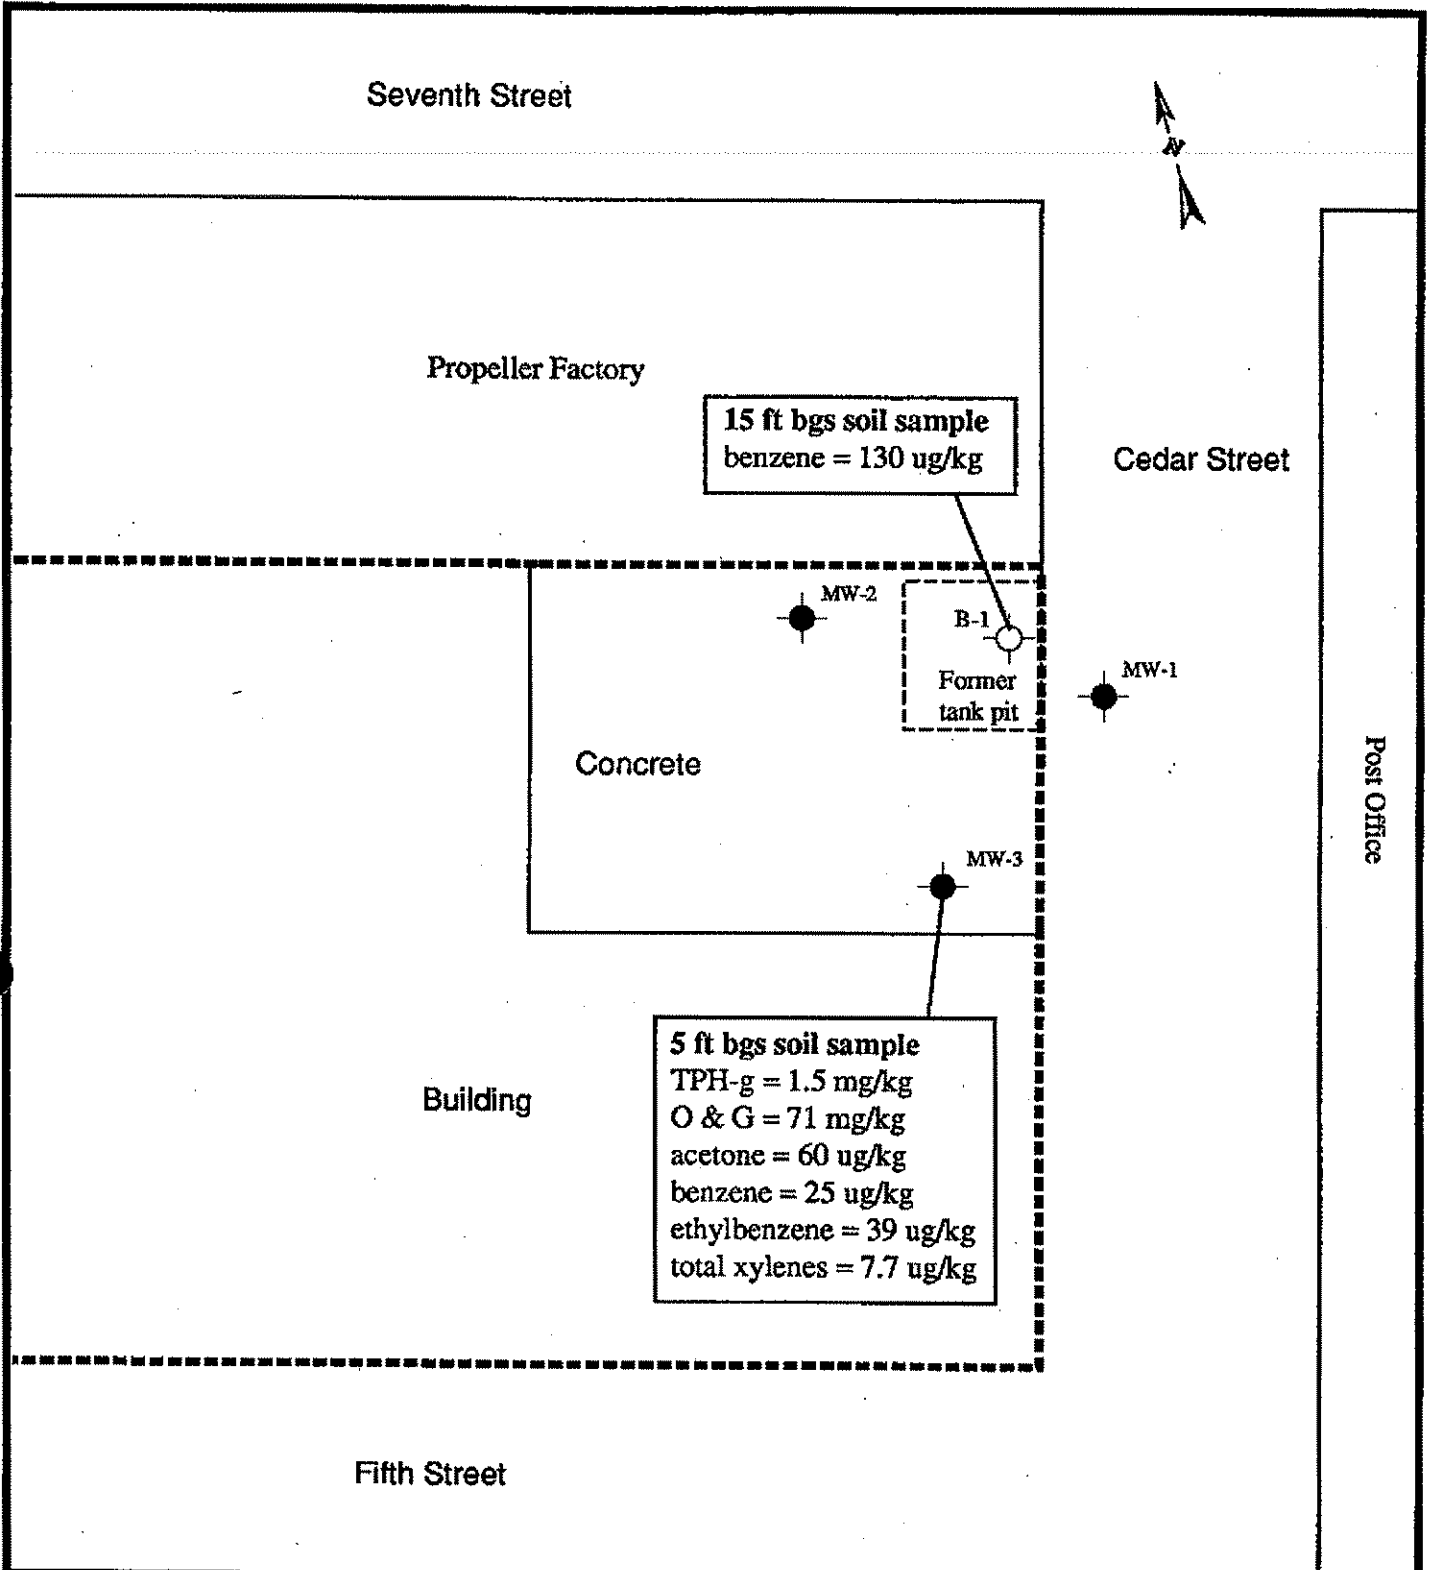 Seventh Street
N
Propeller Factory
15 ft bgs soil sample
benzene = 130 ug/kg
Cedar Street
MW-2
B-1
MW-1
Former
tank pit
Concrete
Post Office
MW-3
5 ft bgs soil sample
TPH-g = 1.5 mg/kg
O & G = 71 mg/kg
acetone = 60 ug/kg
benzene = 25 ug/kg
ethylbenzene = 39 ug/kg
total xylenes = 7.7 ug/kg
Building
Fifth Street